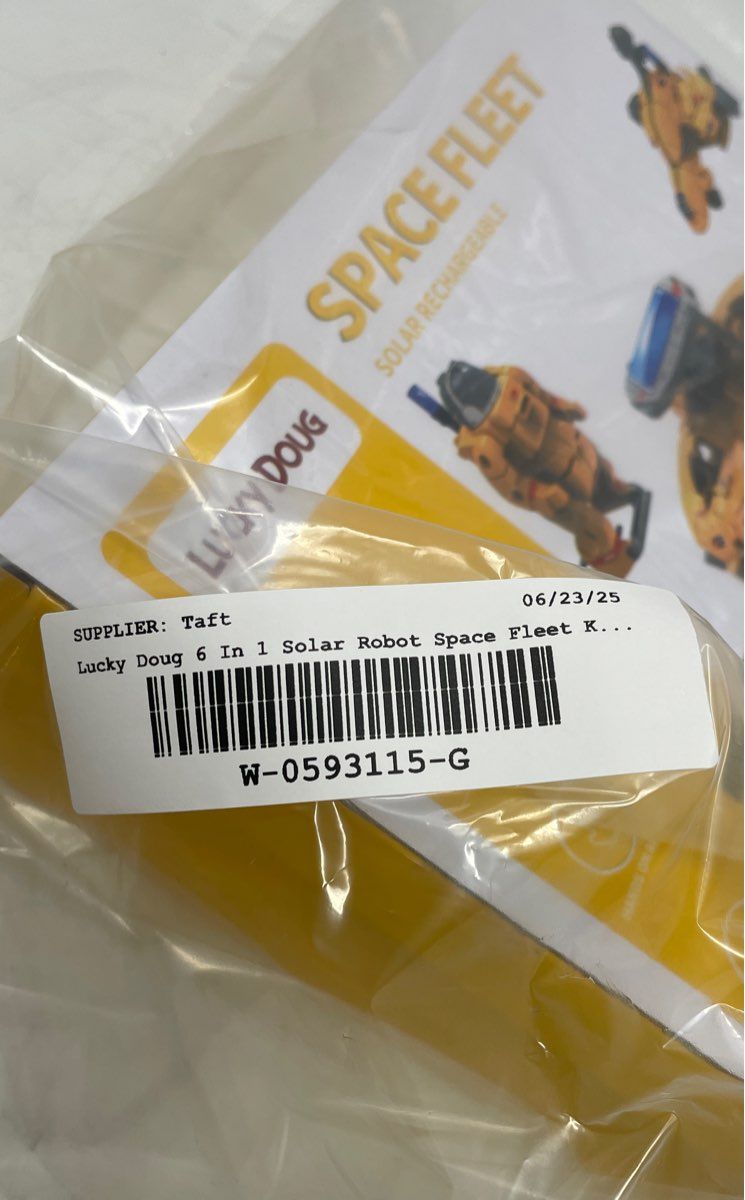 SPACE FLEET
SOLAR RECHARGEABLE
LUCKY DOUG
SUPPLIER: Taft
06/23/25
Lucky Doug 6 In 1 Solar Robot Space Fleet K...
W-0593115-G